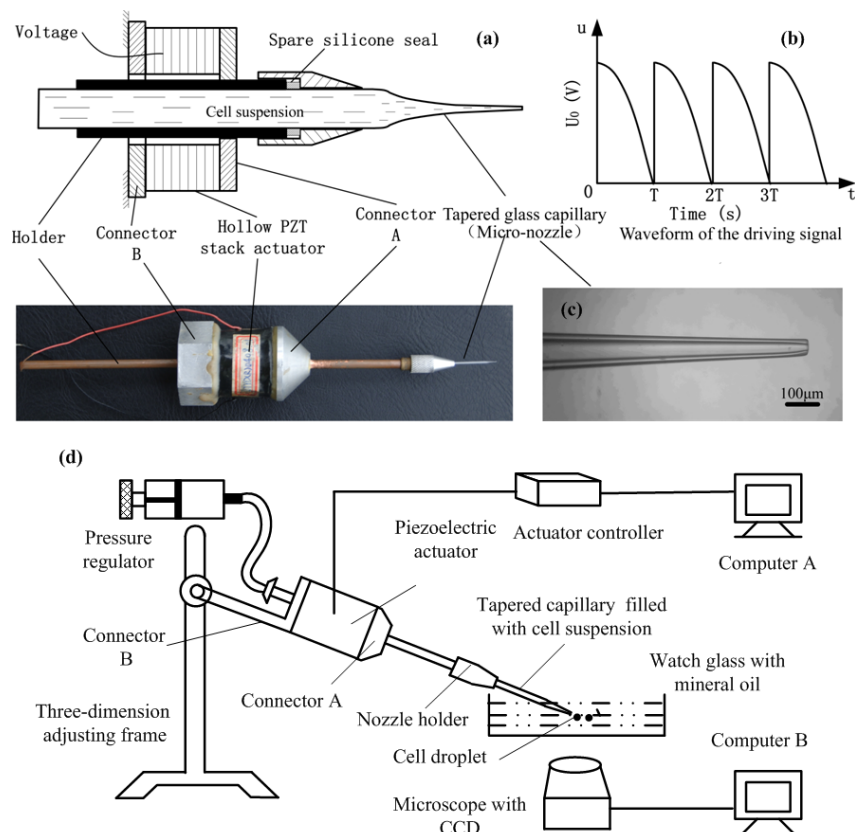 Voltage
Spare silicone seal
(a)
Cell suspension
Holder
Connector
B
Hollow PZT
stack actuator
Connector
A
Tapered glass capillary
(Micro-nozzle)
(b)
u
U₀ (V)
0
T
2T
3T
t
Time (s)
Waveform of the driving signal
(c)
100μm
(d)
Pressure
regulator
Piezoelectric
actuator
Actuator controller
Computer A
Connector
B
Connector A
Tapered capillary filled
with cell suspension
Watch glass with
mineral oil
Three-dimension
adjusting frame
Nozzle holder
Cell droplet
Computer B
Microscope with
CCD